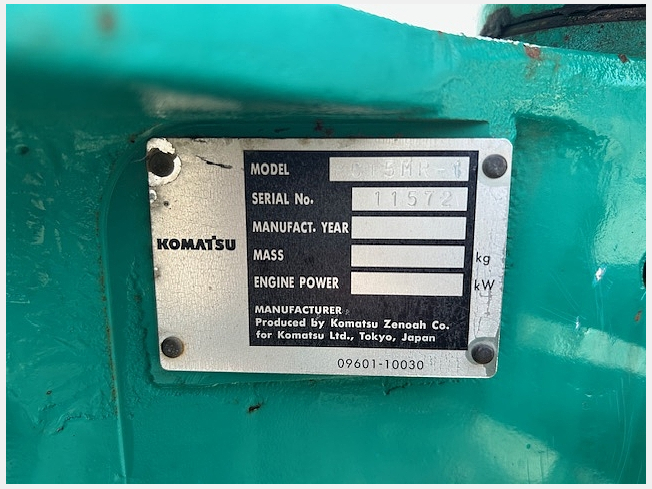 MODEL
SERIAL No. 11572
MANUFACT. YEAR
KOMATSU
MASS kg
ENGINE POWER kW
MANUFACTURER
Produced by Komatsu Zenoah Co.
for Komatsu Ltd., Tokyo, Japan
09601-10030